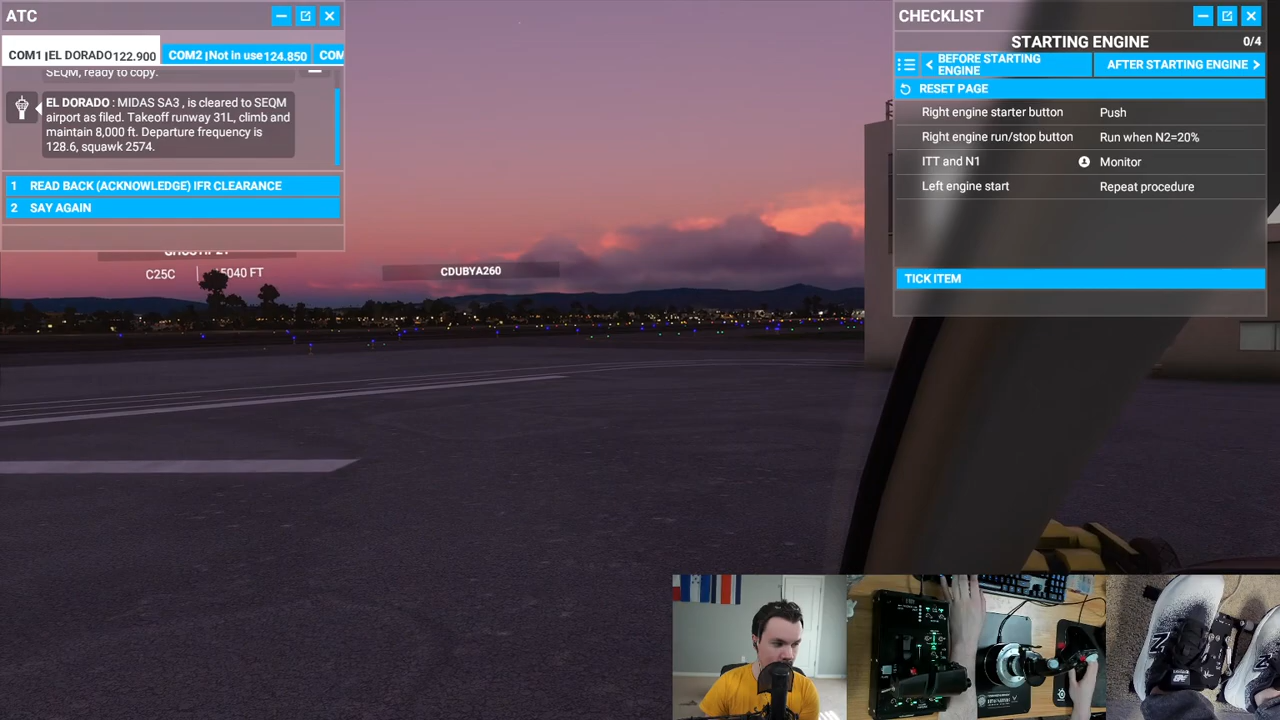 ATC
COM1 | EL DORADO 122.900
COM2 | Not in use 124.850
COM
SEQM, ready to copy.
EL DORADO : MIDAS SA3 , is cleared to SEQM
airport as filed. Takeoff runway 31L, climb and
maintain 8,000 ft. Departure frequency is
128.6, squawk 2574.
1 READ BACK (ACKNOWLEDGE) IFR CLEARANCE
2 SAY AGAIN
C25C 5040 FT
CDUBYA260
CHECKLIST
STARTING ENGINE 0/4
BEFORE STARTING
ENGINE
AFTER STARTING ENGINE
RESET PAGE
Right engine starter button Push
Right engine run/stop button Run when N2=20%
ITT and N1 Monitor
Left engine start Repeat procedure
TICK ITEM